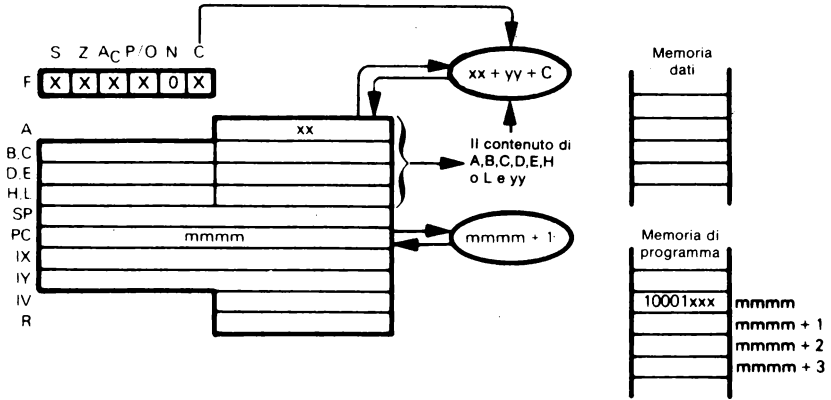 S Z AC P/O N C
F X X X X 0 X
xx + yy + C
A xx
B,C
D,E
H,L
SP
PC mmmm
IX
IY
IV
R
Il contenuto di
A,B,C,D,E,H
o L e yy
mmmm + 1
Memoria
dati
Memoria di
programma
10001xxx mmmm
mmmm + 1
mmmm + 2
mmmm + 3